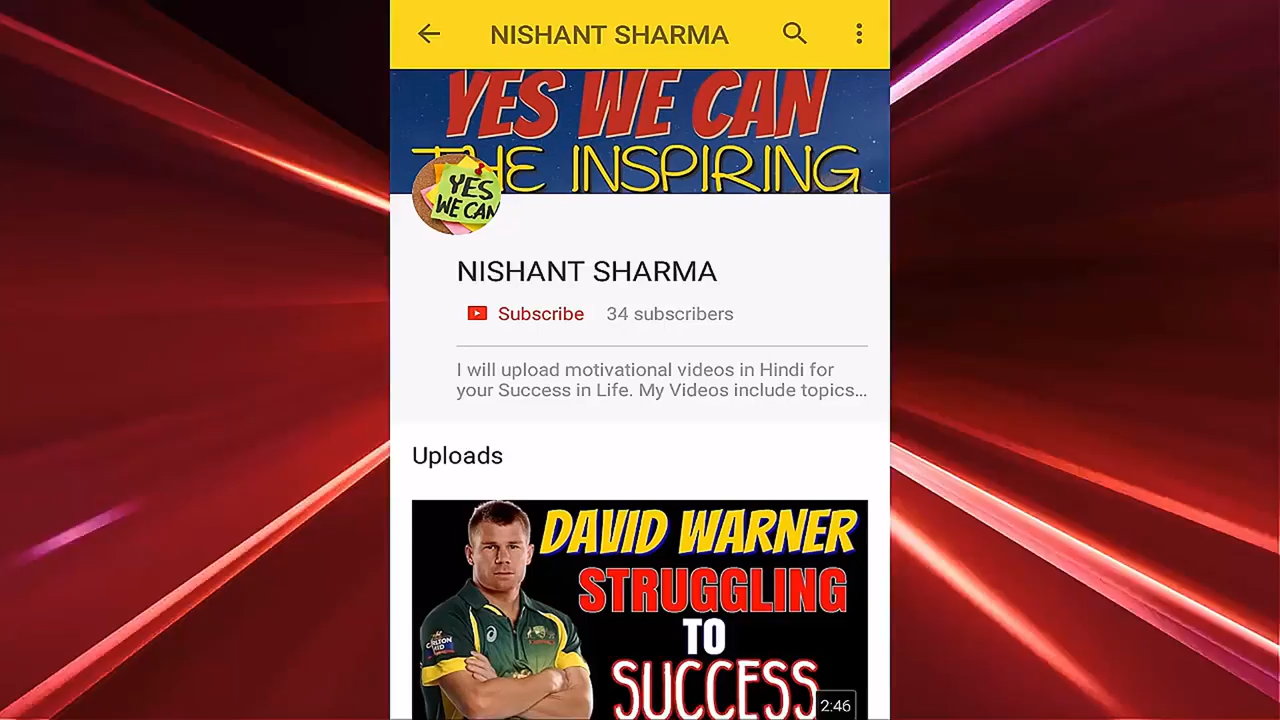 NISHANT SHARMA
YES WE CAN
THE INSPIRING
YES
WE CAN
NISHANT SHARMA
Subscribe 34 subscribers
I will upload motivational videos in Hindi for
your Success in Life. My Videos include topics...
Uploads
DAVID WARNER
STRUGGLING
TO
SUCCESS
CARLTON
MID
2:46